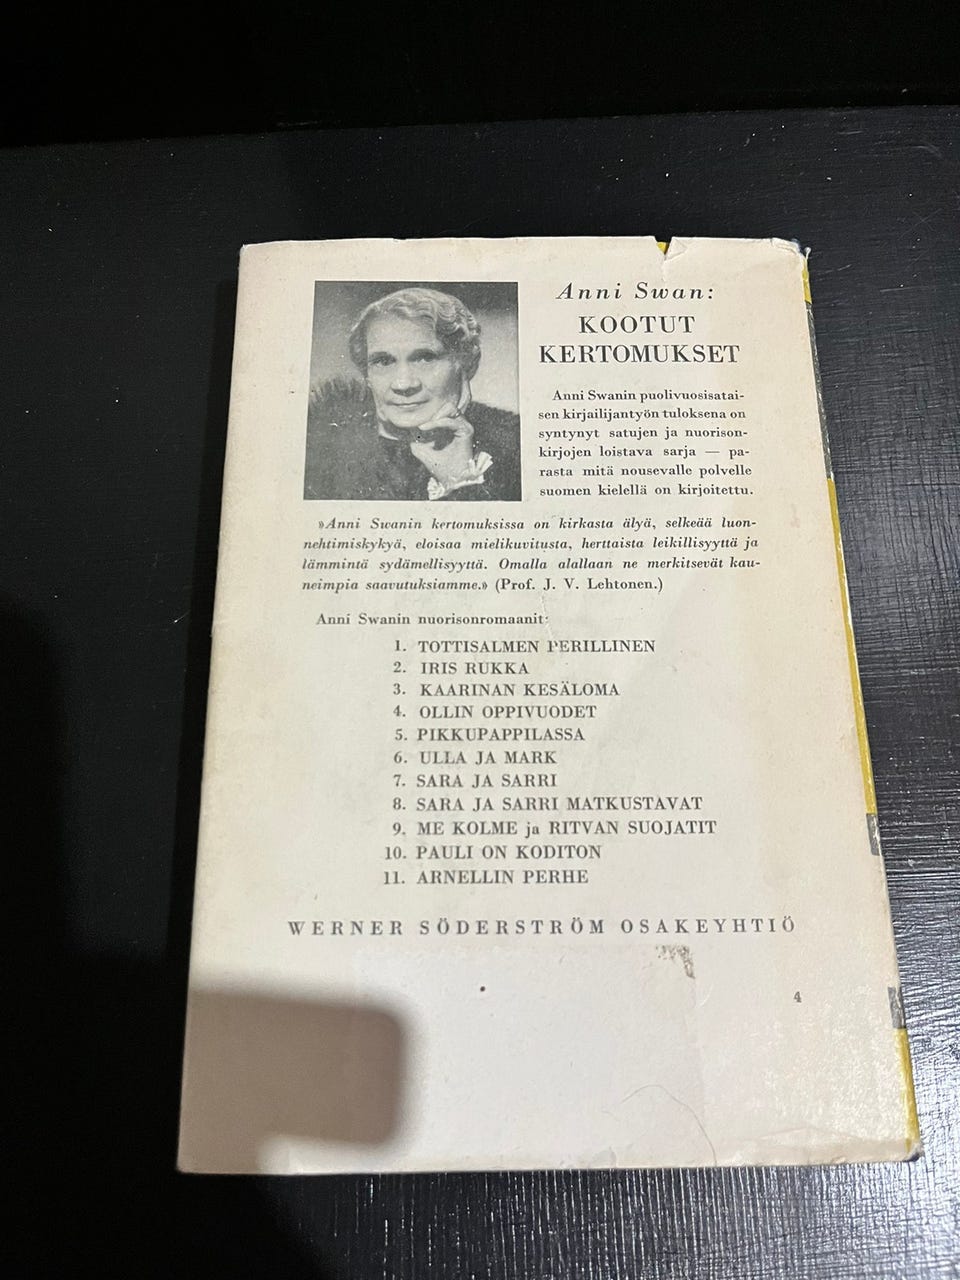 Anni Swan:
KOOTUT
KERTOMUKSET
Anni Swanin puolivuosisatai-
sen kirjailijantyön tuloksena on
syntynyt satujen ja nuorison-
kirjojen loistava sarja — pa-
rasta mitä nousevalle polvelle
suomen kielellä on kirjoitettu.
»Anni Swanin kertomuksissa on kirkasta älyä, selkeää luon-
nehtimiskykyä, eloisaa mielikuvitusta, herttaista leikillisyyttä ja
lämmintä sydämellisyyttä. Omalla alallaan ne merkitsevät kau-
neimpia saavutuksiamme.» (Prof. J. V. Lehtonen.)
Anni Swanin nuorisonromaanit:
1. TOTTISALMEN PERILLINEN
2. IRIS RUKKA
3. KAARINAN KESÄLOMA
4. OLLIN OPPIVUODET
5. PIKKUPAPPILASSA
6. ULLA JA MARK
7. SARA JA SARRI
8. SARA JA SARRI MATKUSTAVAT
9. ME KOLME ja RITVAN SUOJATIT
10. PAULI ON KODITON
11. ARNELLIN PERHE
WERNER SÖDERSTRÖM OSAKEYHTIÖ
4